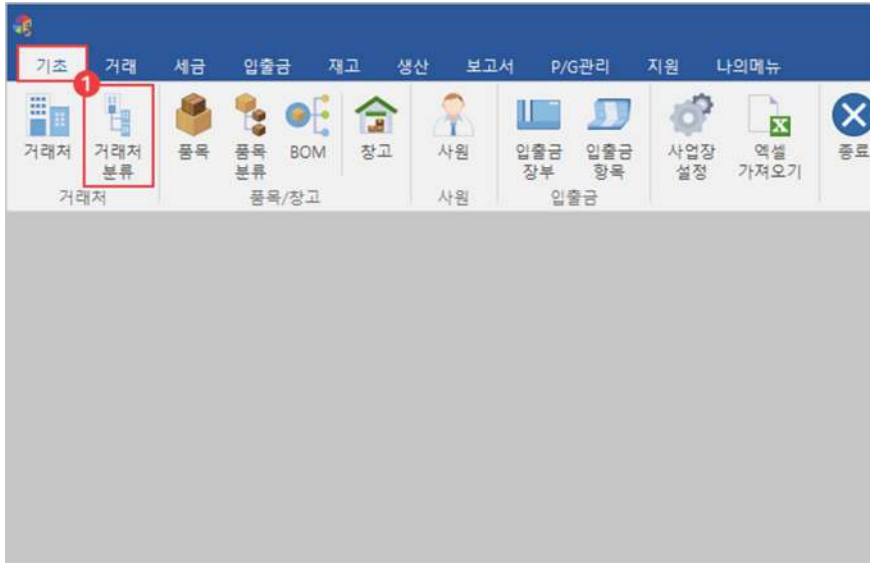 기초 거래 세금 입출금 재고 생산 보고서 P/G관리 지원 나의메뉴
1
거래처 거래처 품목 품목 BOM 창고 사원 입출금 입출금 사업장 엑셀 종료
분류 분류 장부 항목 설정 가져오기
거래처 품목/창고 사원 입출금